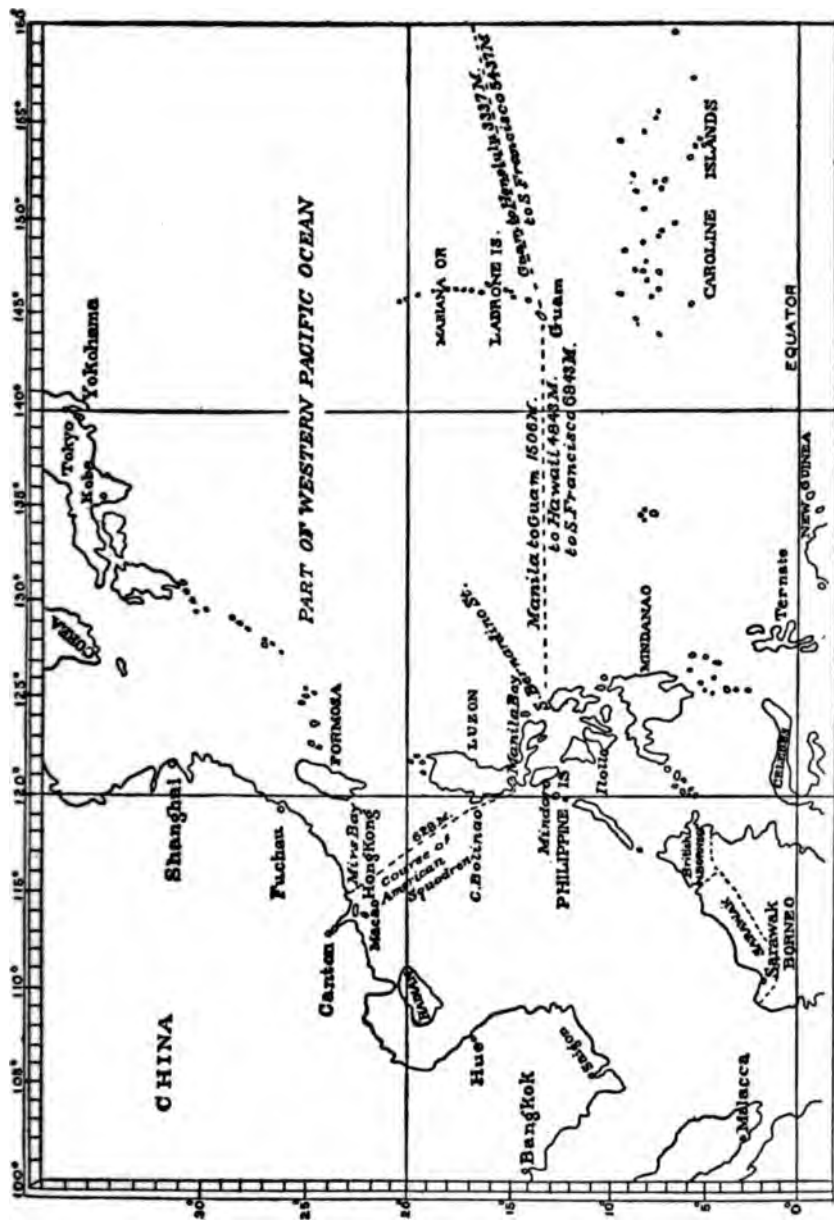 100°
105°
110°
115°
120°
125°
130°
135°
140°
145°
150°
155°
160°
30
20
15
10
5
0
CHINA
COREA
Tokyo
Kobe
Yokohama
Shanghai
Fuchau
FORMOSA
Canton
Macao
HongKong
Mirs Bay
628 M.
Course of
American
Squadron
C. Bolinao
HAINAN
Hue
Saigon
Bangkok
Malacca
PART OF WESTERN PACIFIC OCEAN
LUZON
Manila Bay
S. Bernardino St.
Mindoro
PHILIPPINE IS
Iloilo
MINDANAO
Manila to Guam 1506 M.
to Hawaii 4843 M.
to S. Francisco 6843 M.
Guam
MARIANA OR
LADRONE IS.
Guam to Honolulu 3337 M.
to S. Francisco 5437 M
CAROLINE ISLANDS
EQUATOR
British
SARAWAK
Sarawak
BORNEO
CELEBES
Ternate
NEW GUINEA